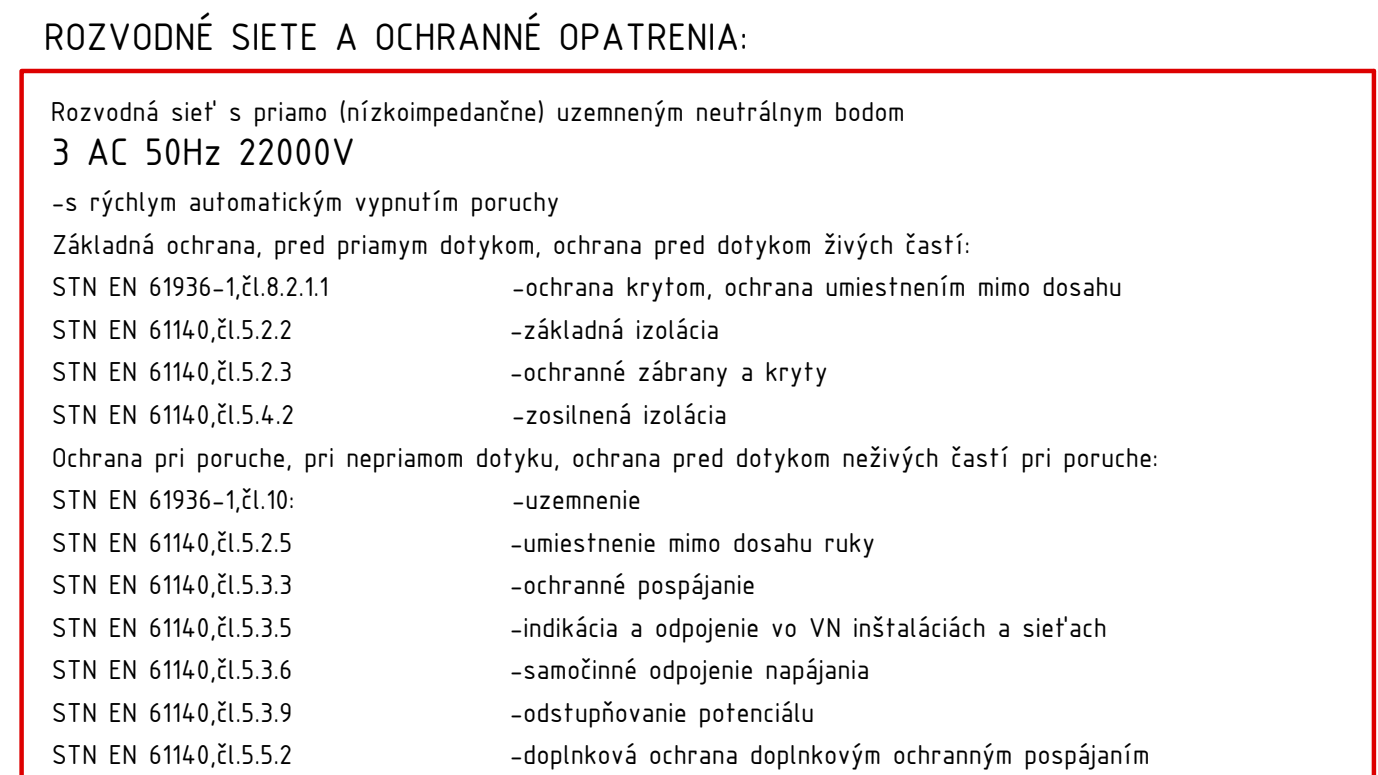 ROZVODNÉ SIETE A OCHRANNÉ OPATRENIA:
Rozvodná sieť s priamo (nízkoimpedančne) uzemneným neutrálnym bodom
3 AC 50Hz 22000V
-s rýchlym automatickým vypnutím poruchy
Základná ochrana, pred priamym dotykom, ochrana pred dotykom živých častí:
STN EN 61936-1,čl.8.2.1.1 -ochrana krytom, ochrana umiestnením mimo dosahu
STN EN 61140,čl.5.2.2 -základná izolácia
STN EN 61140,čl.5.2.3 -ochranné zábrany a kryty
STN EN 61140,čl.5.4.2 -zosilnená izolácia
Ochrana pri poruche, pri nepriamom dotyku, ochrana pred dotykom neživých častí pri poruche:
STN EN 61936-1,čl.10: -uzemnenie
STN EN 61140,čl.5.2.5 -umiestnenie mimo dosahu ruky
STN EN 61140,čl.5.3.3 -ochranné pospájanie
STN EN 61140,čl.5.3.5 -indikácia a odpojenie vo VN inštaláciách a sieťach
STN EN 61140,čl.5.3.6 -samočinné odpojenie napájania
STN EN 61140,čl.5.3.9 -odstupňovanie potenciálu
STN EN 61140,čl.5.5.2 -doplnková ochrana doplnkovým ochranným pospájaním